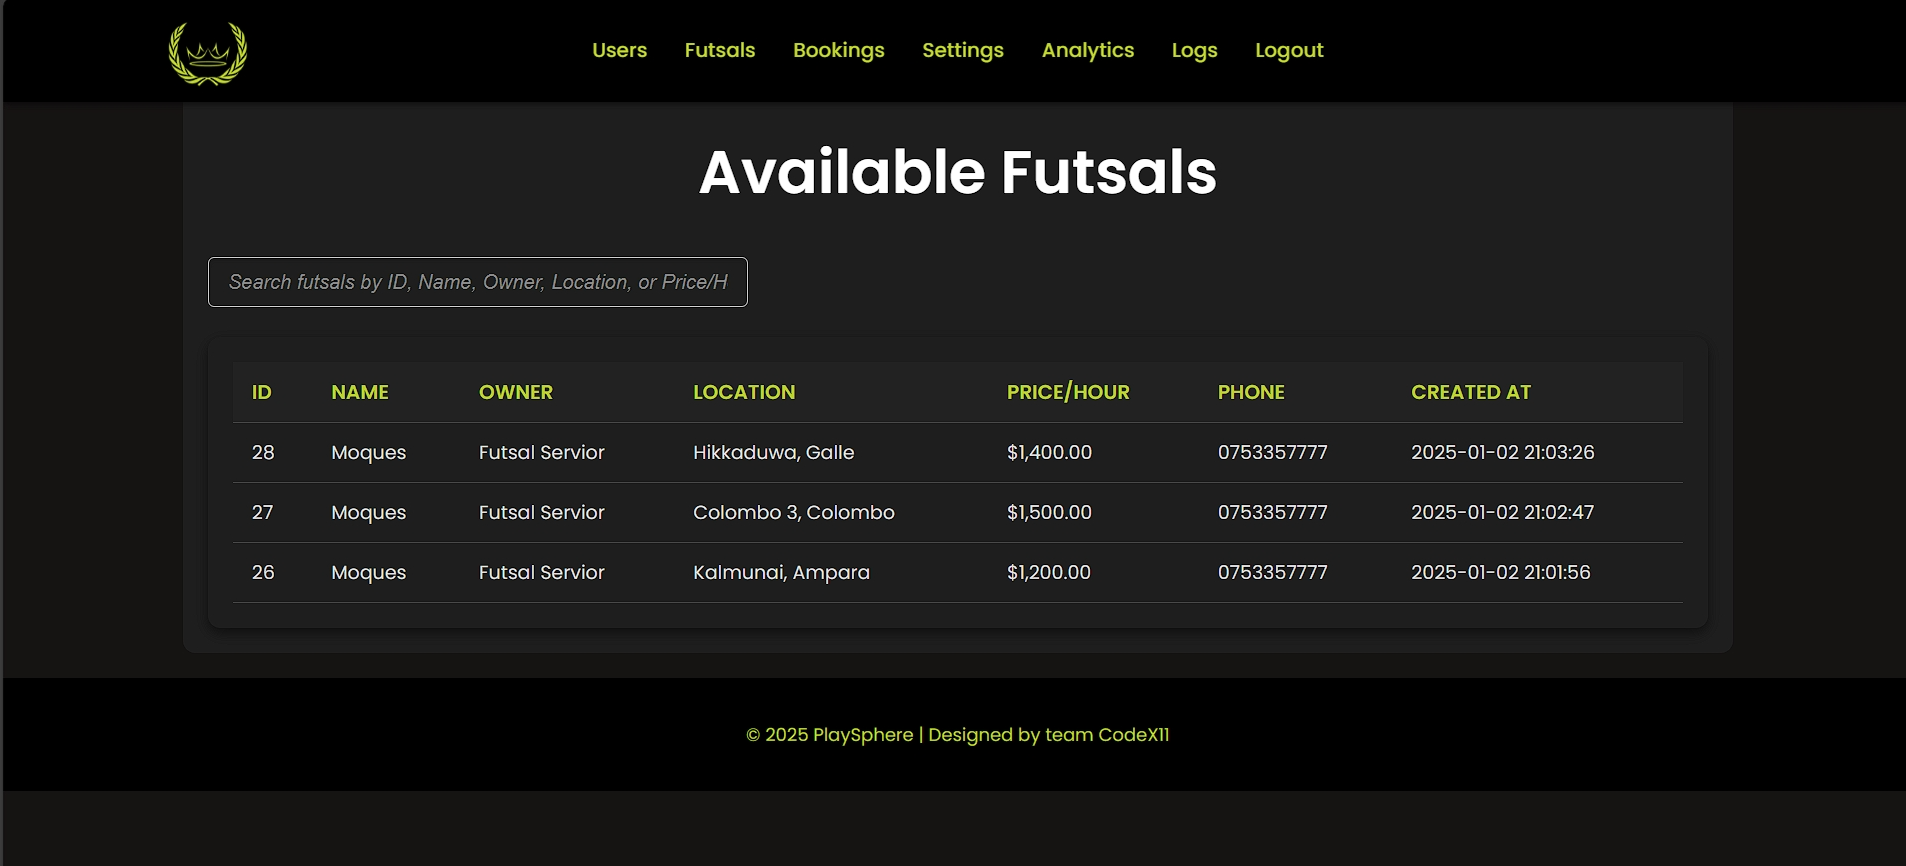 Users Futsals Bookings Settings Analytics Logs Logout
Available Futsals
Search futsals by ID, Name, Owner, Location, or Price/H
ID NAME OWNER LOCATION PRICE/HOUR PHONE CREATED AT
28 Moques Futsal Servior Hikkaduwa, Galle $1,400.00 0753357777 2025-01-02 21:03:26
27 Moques Futsal Servior Colombo 3, Colombo $1,500.00 0753357777 2025-01-02 21:02:47
26 Moques Futsal Servior Kalmunai, Ampara $1,200.00 0753357777 2025-01-02 21:01:56
© 2025 PlaySphere | Designed by team CodeX11